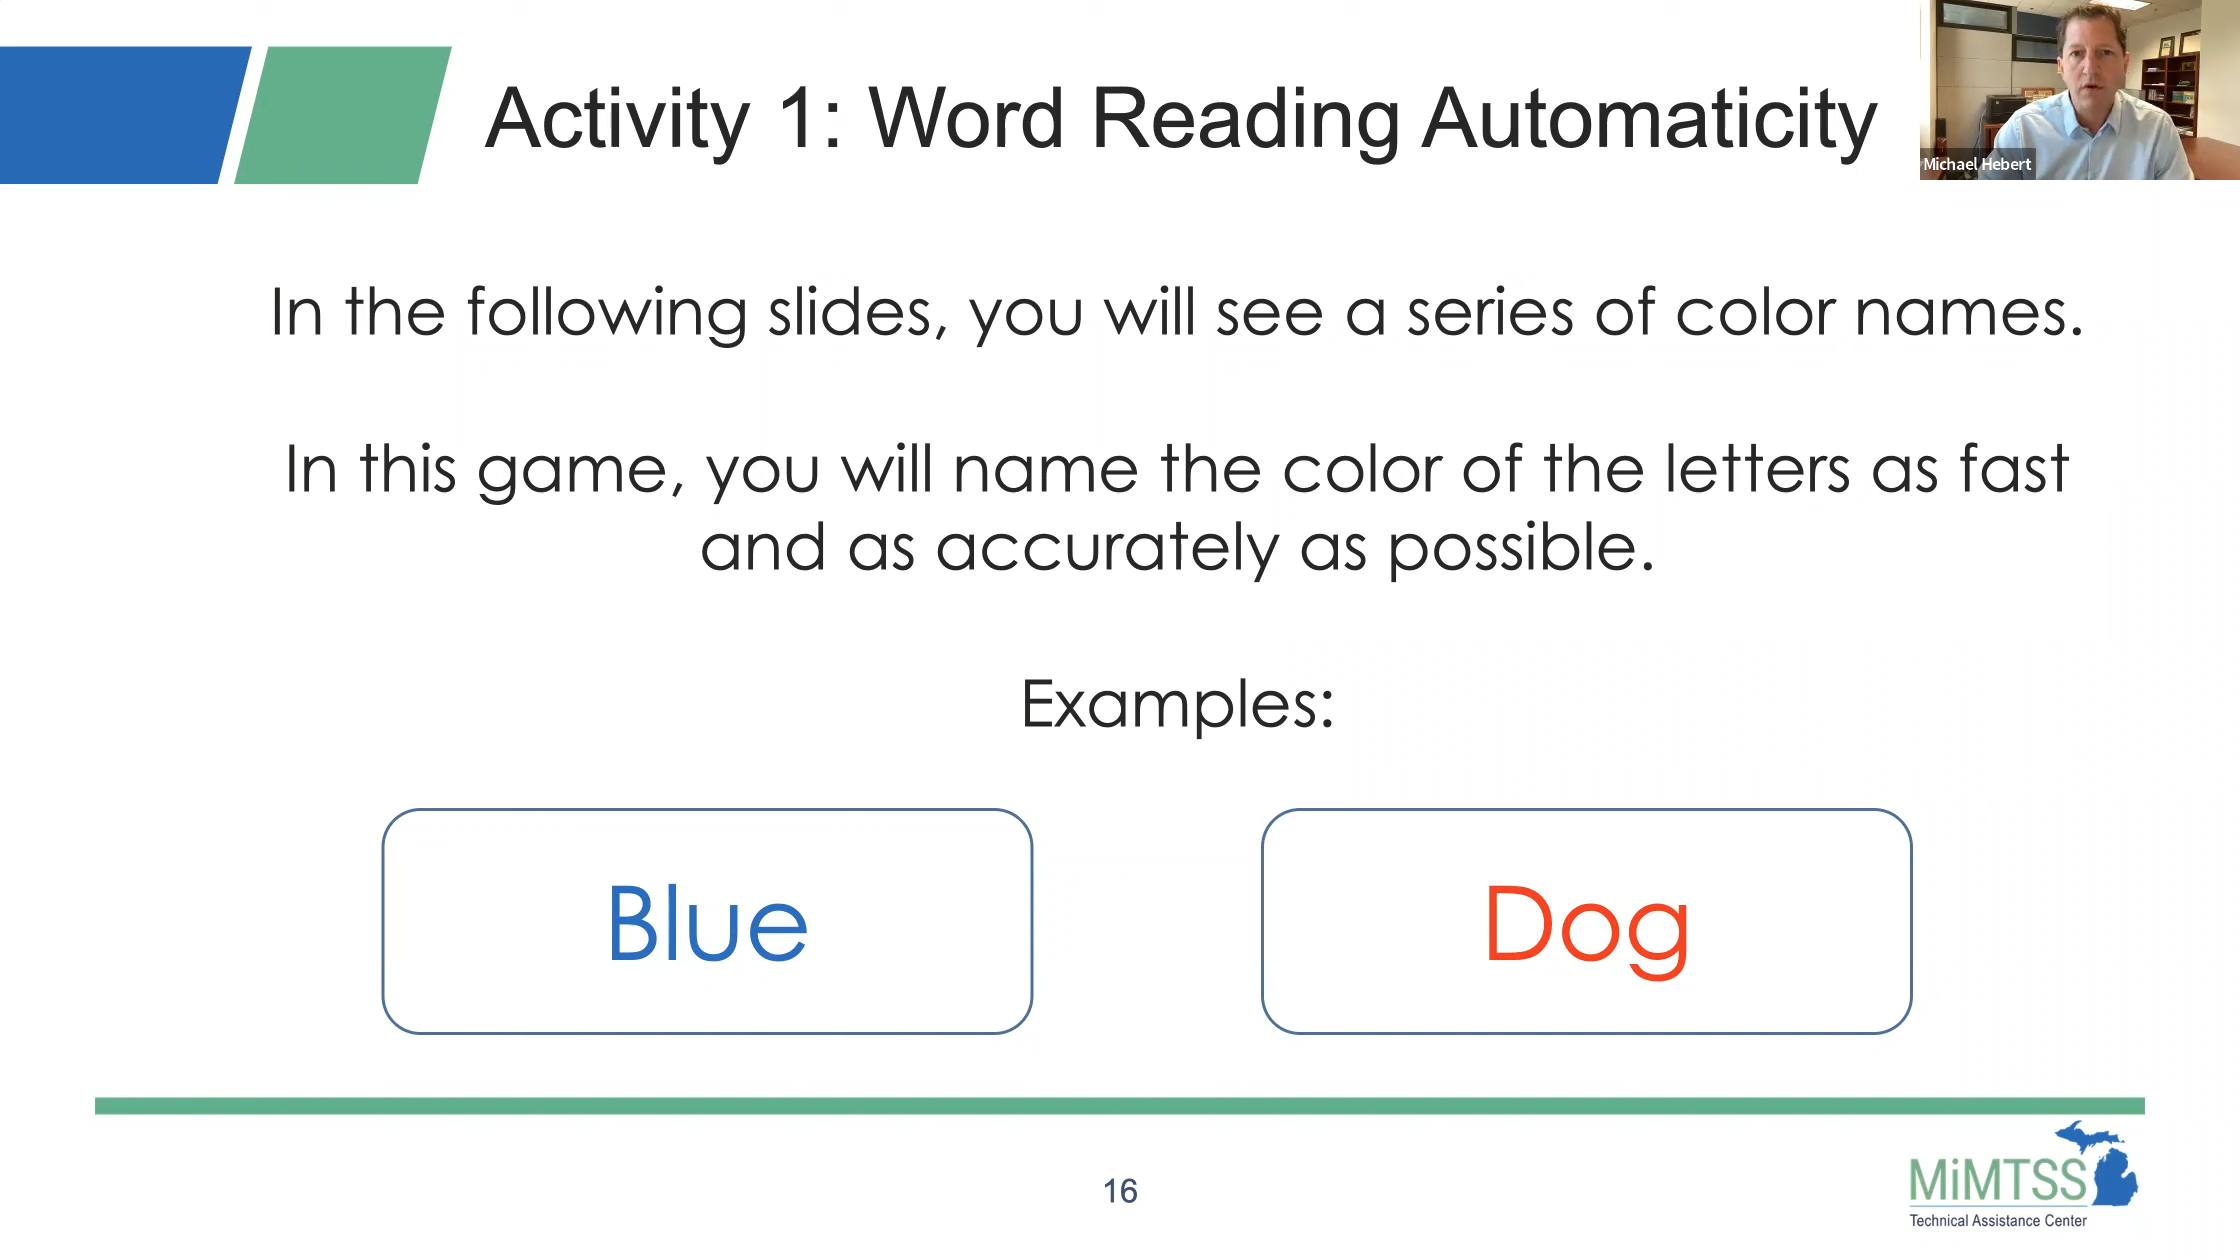 Activity 1: Word Reading Automaticity
Michael Hebert
In the following slides, you will see a series of color names.
In this game, you will name the color of the letters as fast
and as accurately as possible.
Examples:
Blue
Dog
16
MiMTSS
Technical Assistance Center